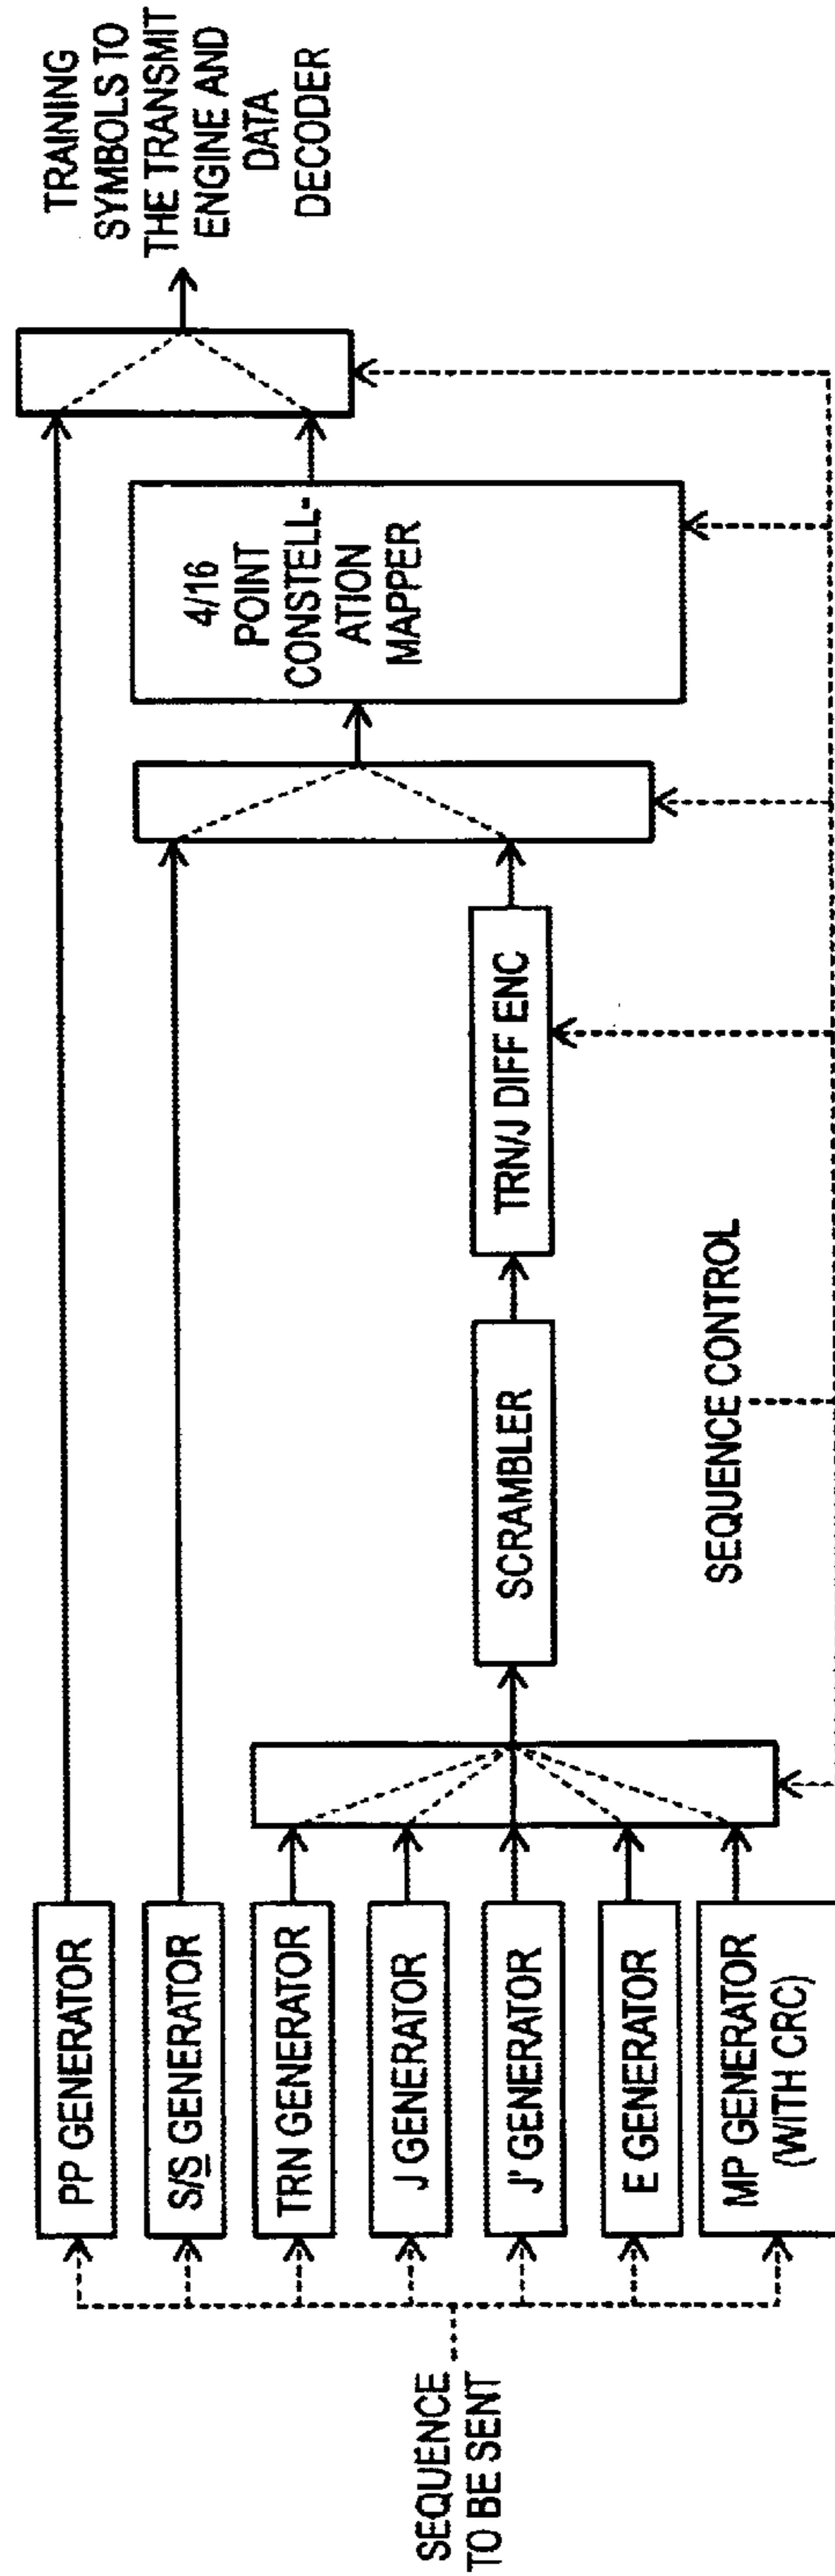 SEQUENCE
TO BE SENT
PP GENERATOR
S/S GENERATOR
TRN GENERATOR
J GENERATOR
J' GENERATOR
E GENERATOR
MP GENERATOR
(WITH CRC)
SCRAMBLER
TRN/J DIFF ENC
SEQUENCE CONTROL
4/16
POINT
CONSTELL-
ATION
MAPPER
TRAINING
SYMBOLS TO
THE TRANSMIT
ENGINE AND
DATA
DECODER